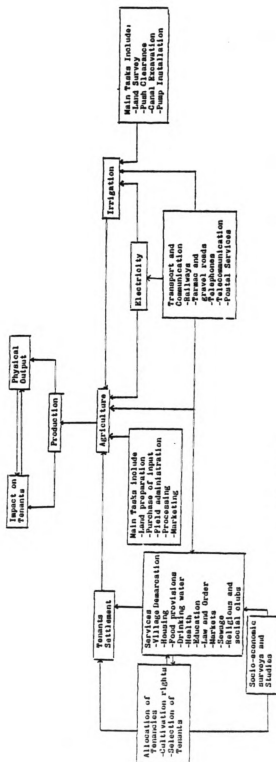 Main Tasks Include:
-Land Survey
-Push Clearance
-Canal Excavation
-Pump Installation
Irrigation
Electricity
Transport and
Communication
-Railways
-Tarmac and
gravel roads
-Telephones
-Telecommunication
-Postal Services
Physical
Output
Production
Impact on
Tenants
Agriculture
Main Tasks include
-Land preparation
-Purchase of input
-Field administration
-Processing
-Marketing
Tenants
Settlement
Services
-Village Demarcation
-Housing
-Food provisions
-Drinking water
-Health
-Education
-Law and Order
-Markets
-Sewage
-Religious and
social clubs
Allocation of
Tenancies
-Cultivation rights
-Selection of
Tenants
Socio-economic
surveys and
Studies